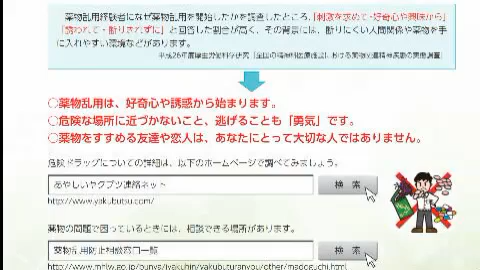 薬物乱用経験者になぜ薬物乱用を開始したかを調査したところ、「刺激を求めて・好奇心や興味から」
「誘われて・断りきれずに」と回答した割合が高く、その背景には、断りにくい人間関係や薬物を手
に入れやすい環境などがあります。
平成26年度厚生労働科学研究「全国の精神科医療施設における薬物関連精神疾患の実態調査」
○薬物乱用は、好奇心や誘惑から始まります。
○危険な場所に近づかないこと、逃げることも「勇気」です。
○薬物をすすめる友達や恋人は、あなたにとって大切な人ではありません。
危険ドラッグについての詳細は、以下のホームページで調べてみましょう。
あやしいヤクブツ連絡ネット
検 索
http://www.yakubutsu.com/
薬物の問題で困っているときには、相談できる場所があります。
薬物乱用防止相談窓口一覧
検 索
http://www.mhlw.go.jp/bunya/iyakuhin/yakuburanyou/other/madoguchi.html